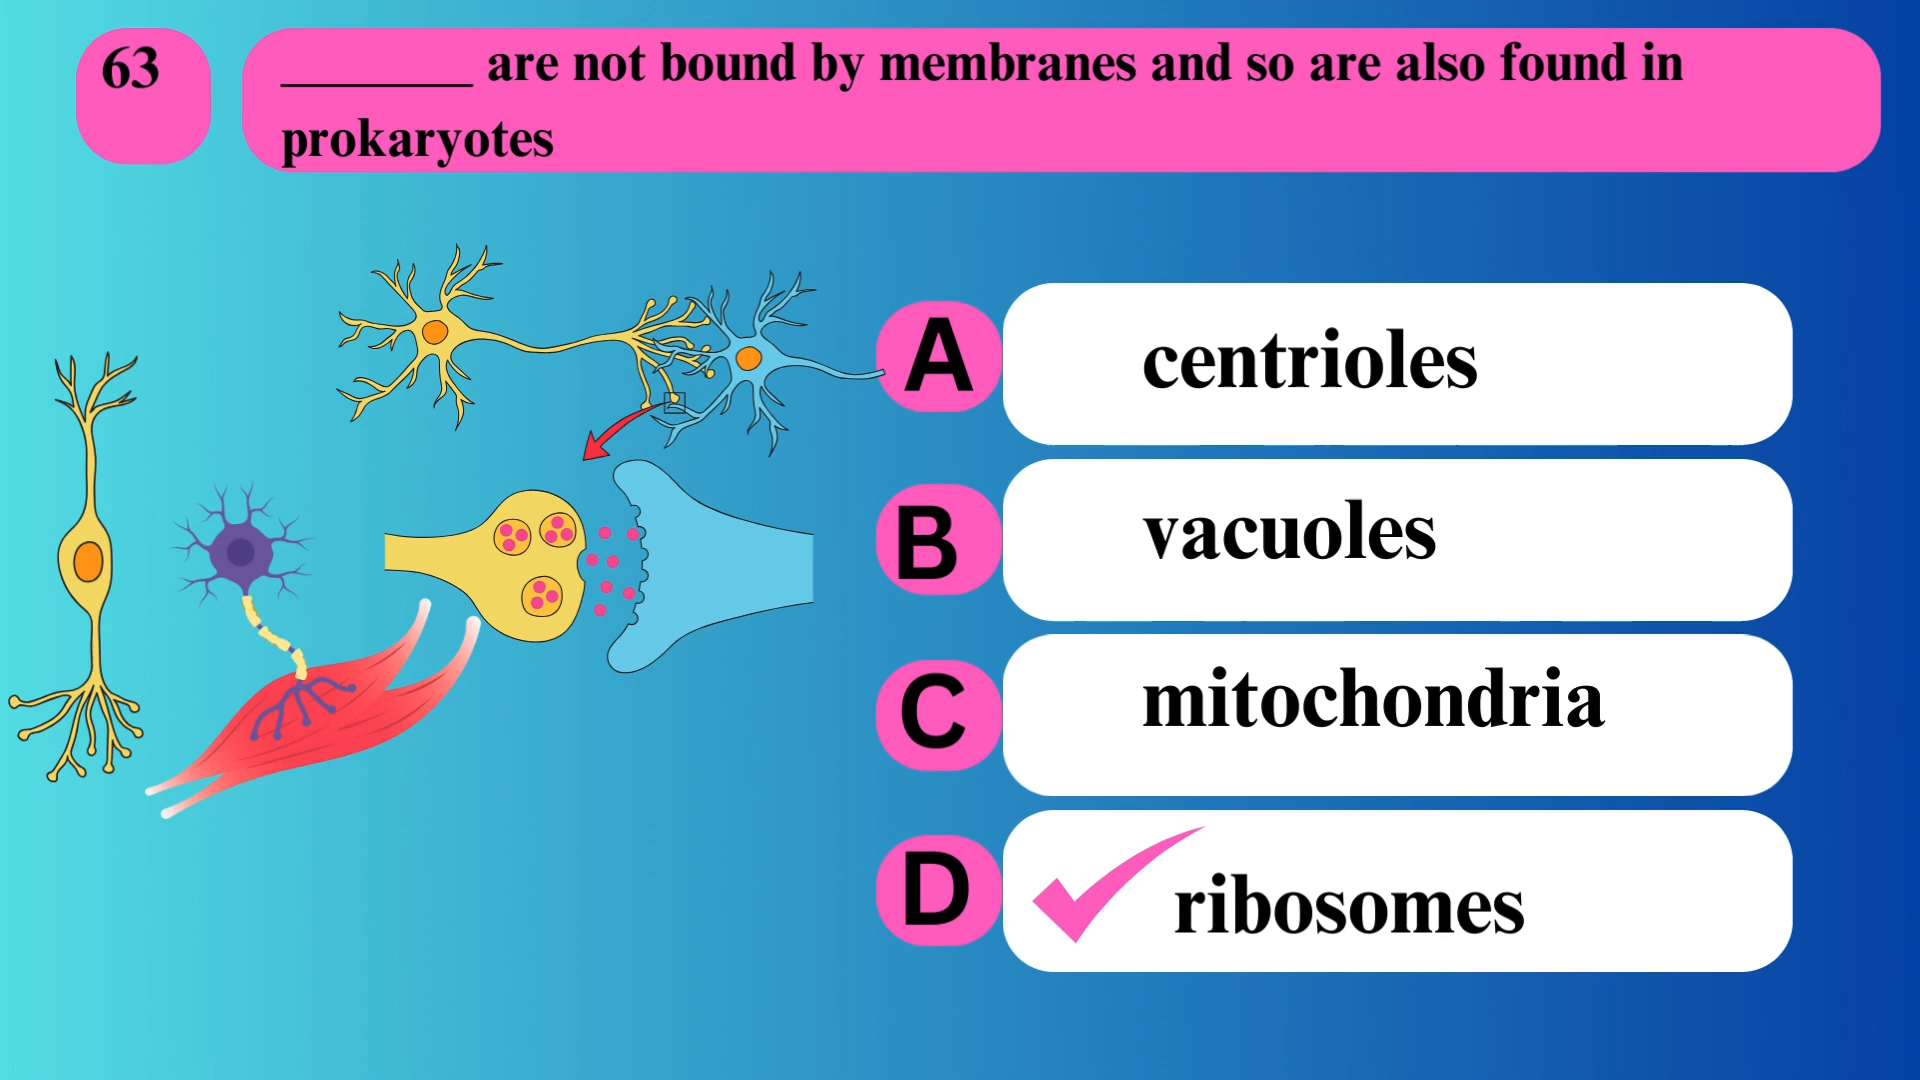 63
________ are not bound by membranes and so are also found in
prokaryotes
A centrioles
B vacuoles
C mitochondria
D ribosomes